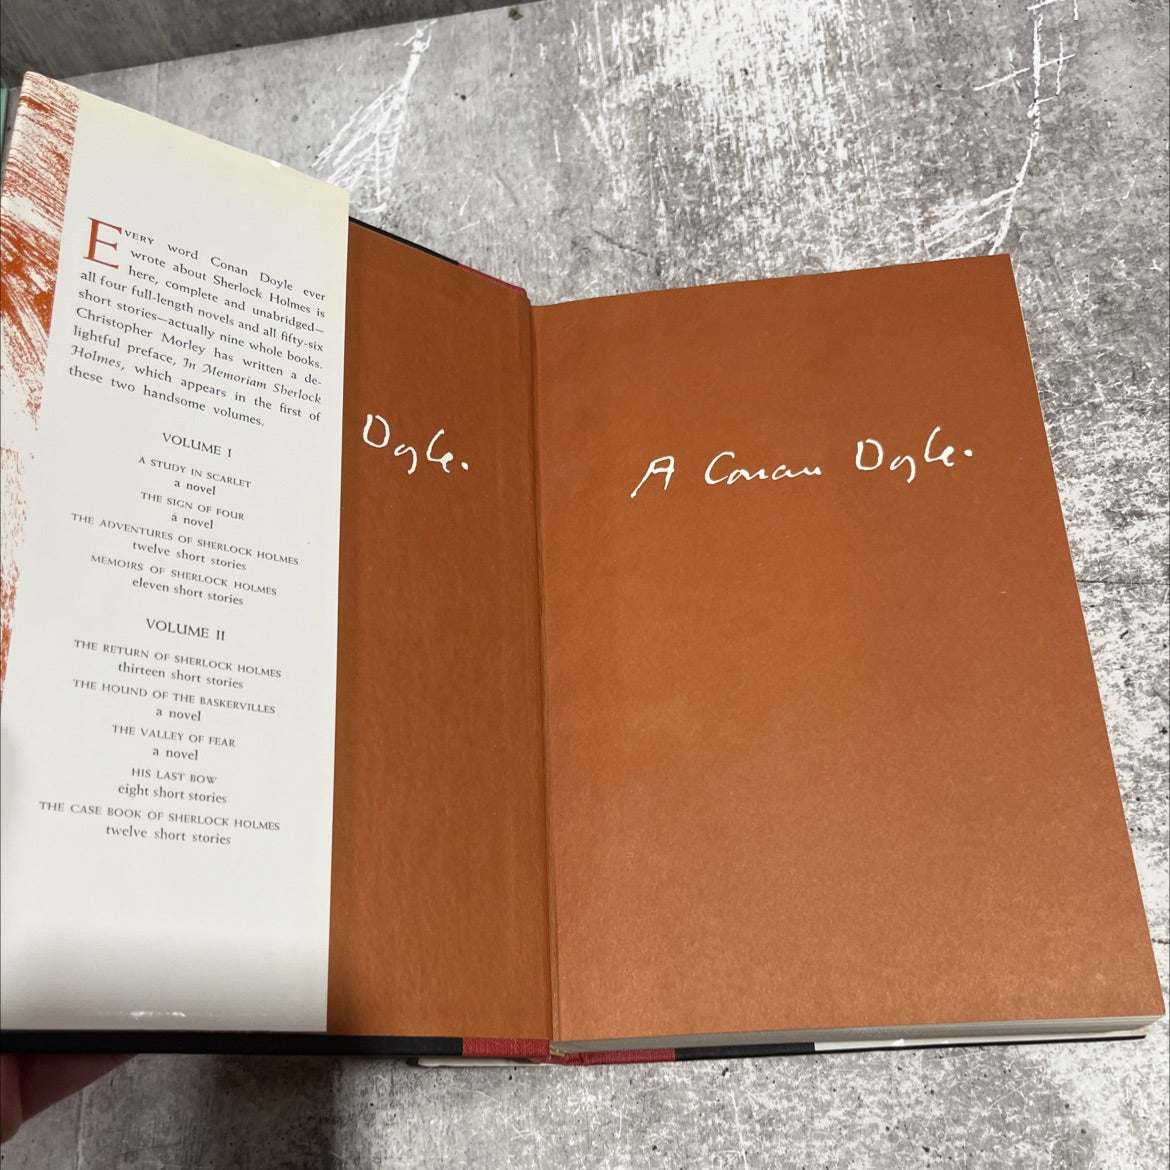 EVERY word Conan Doyle ever
wrote about Sherlock Holmes is
here, complete and unabridged—
all four full-length novels and all fifty-six
short stories—actually nine whole books.
Christopher Morley has written a de-
lightful preface, In Memoriam Sherlock
Holmes, which appears in the first of
these two handsome volumes.
VOLUME I
A STUDY IN SCARLET
a novel
THE SIGN OF FOUR
a novel
THE ADVENTURES OF SHERLOCK HOLMES
twelve short stories
MEMOIRS OF SHERLOCK HOLMES
eleven short stories
VOLUME II
THE RETURN OF SHERLOCK HOLMES
thirteen short stories
THE HOUND OF THE BASKERVILLES
a novel
THE VALLEY OF FEAR
a novel
HIS LAST BOW
eight short stories
THE CASE BOOK OF SHERLOCK HOLMES
twelve short stories
Doyle.
A Conan Doyle.